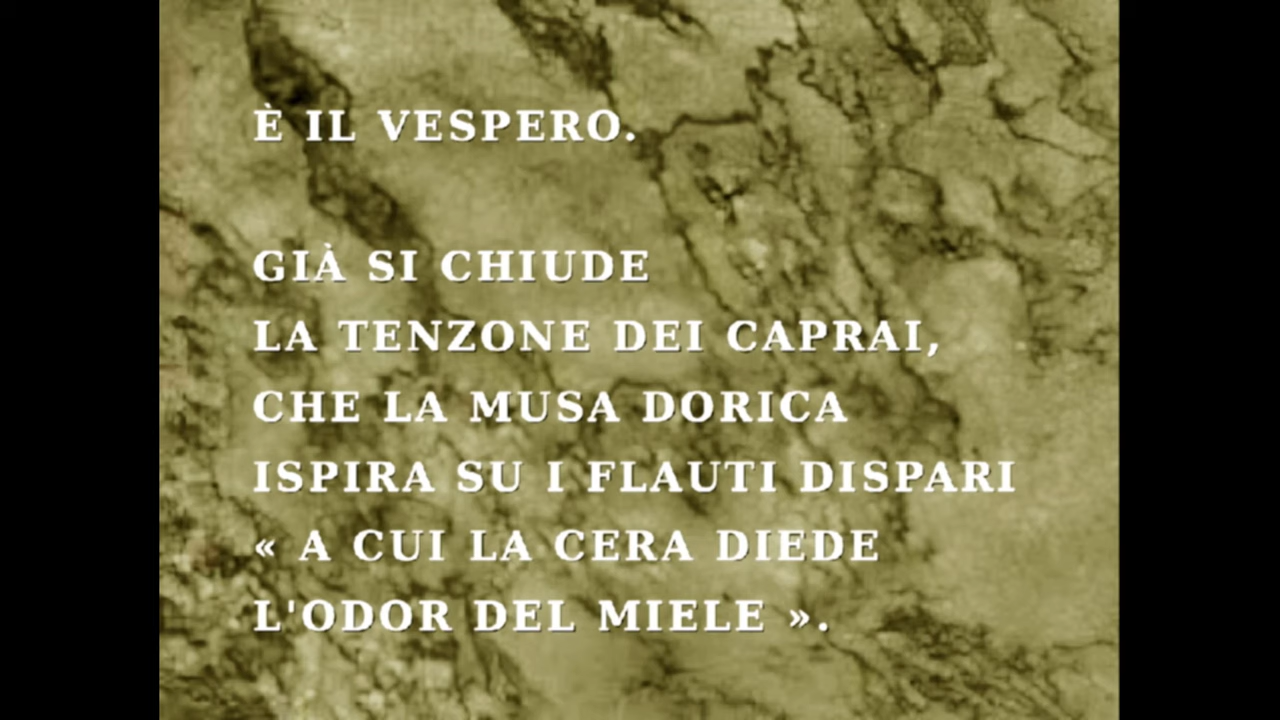 È IL VESPERO.
GIÀ SI CHIUDE
LA TENZONE DEI CAPRAI,
CHE LA MUSA DORICA
ISPIRA SU I FLAUTI DISPARI
« A CUI LA CERA DIEDE
L'ODOR DEL MIELE ».